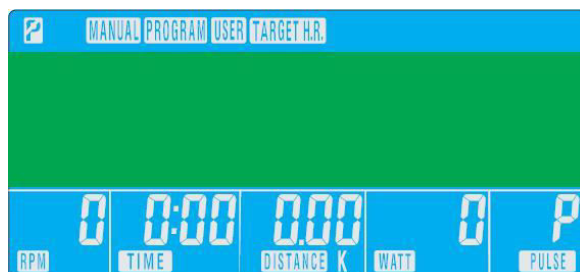 P MANUAL PROGRAM USER TARGET H.R.
0 0:00 0.00 0 P
RPM TIME DISTANCE K WATT PULSE